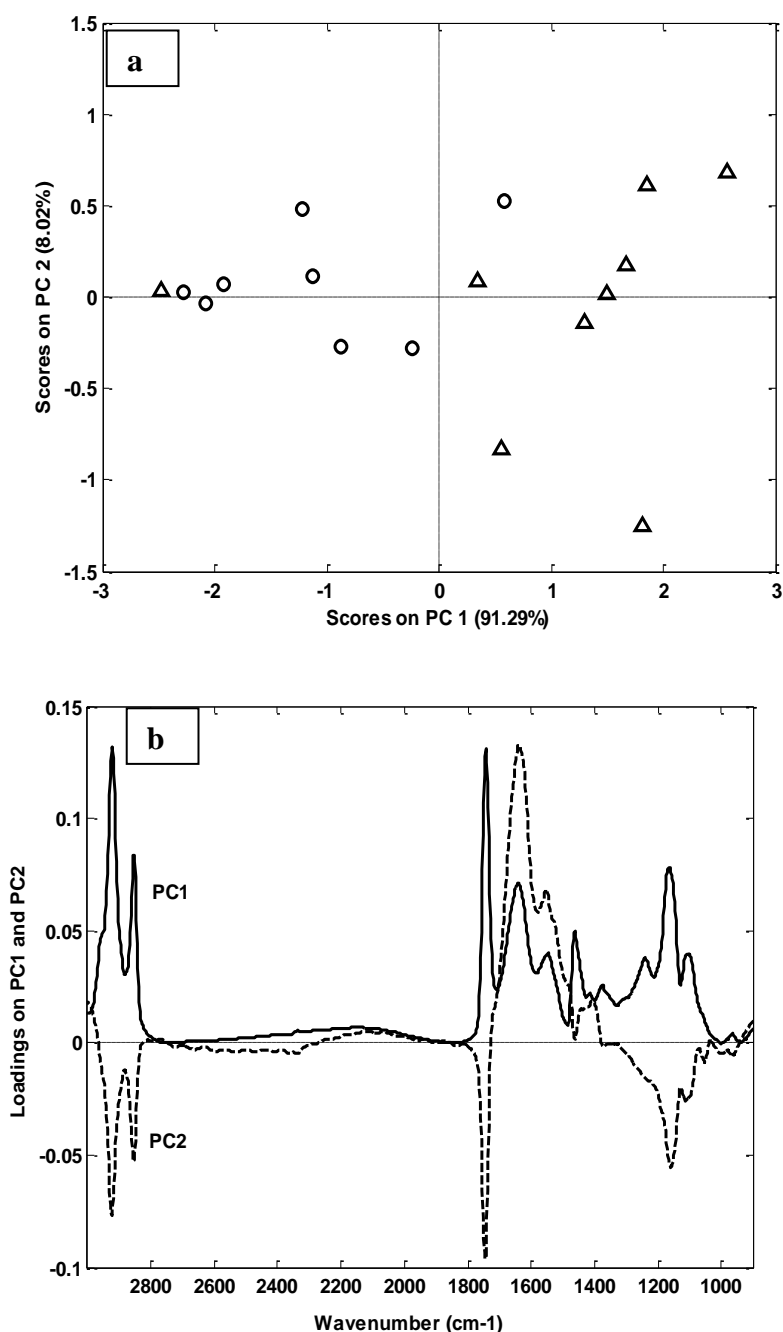 a
1.5
1
0.5
0
-0.5
-1
-1.5
Scores on PC 2 (8.02%)
-3 -2 -1 0 1 2 3
Scores on PC 1 (91.29%)
b
0.15
0.1
0.05
0
-0.05
-0.1
Loadings on PC1 and PC2
PC1
PC2
2800 2600 2400 2200 2000 1800 1600 1400 1200 1000
Wavenumber (cm-1)